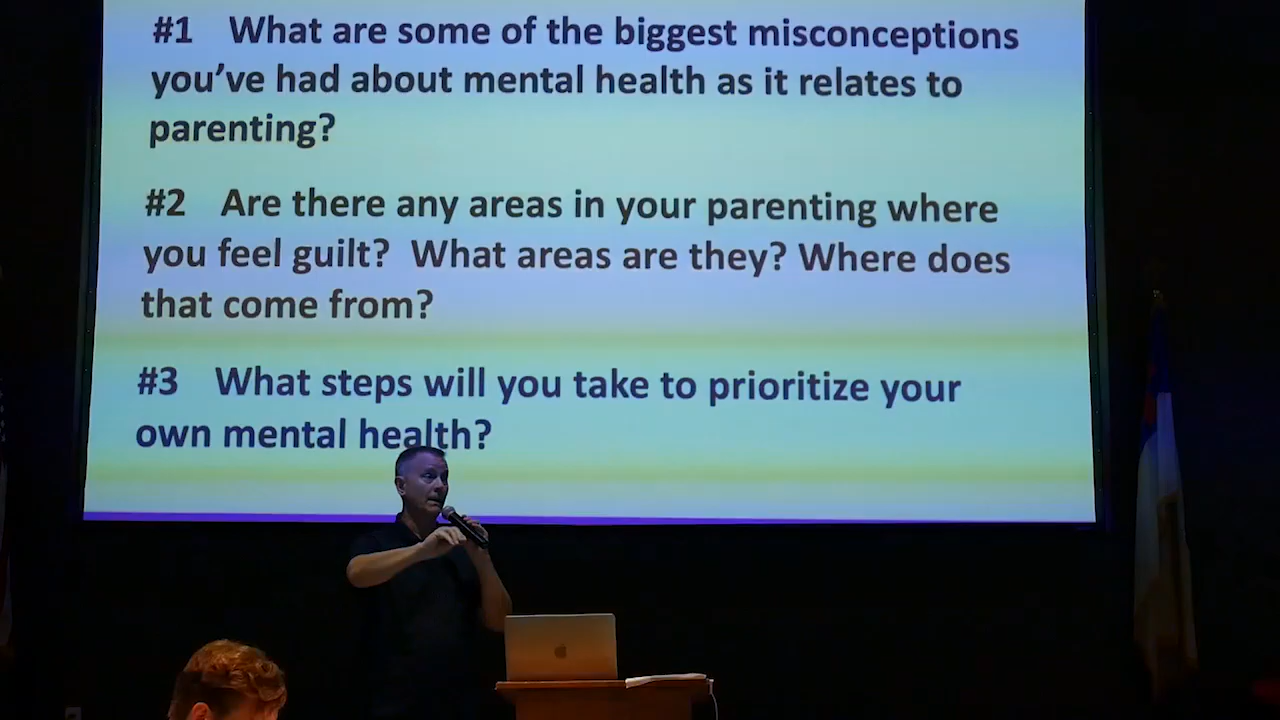 #1 What are some of the biggest misconceptions
you’ve had about mental health as it relates to
parenting?
#2 Are there any areas in your parenting where
you feel guilt? What areas are they? Where does
that come from?
#3 What steps will you take to prioritize your
own mental health?